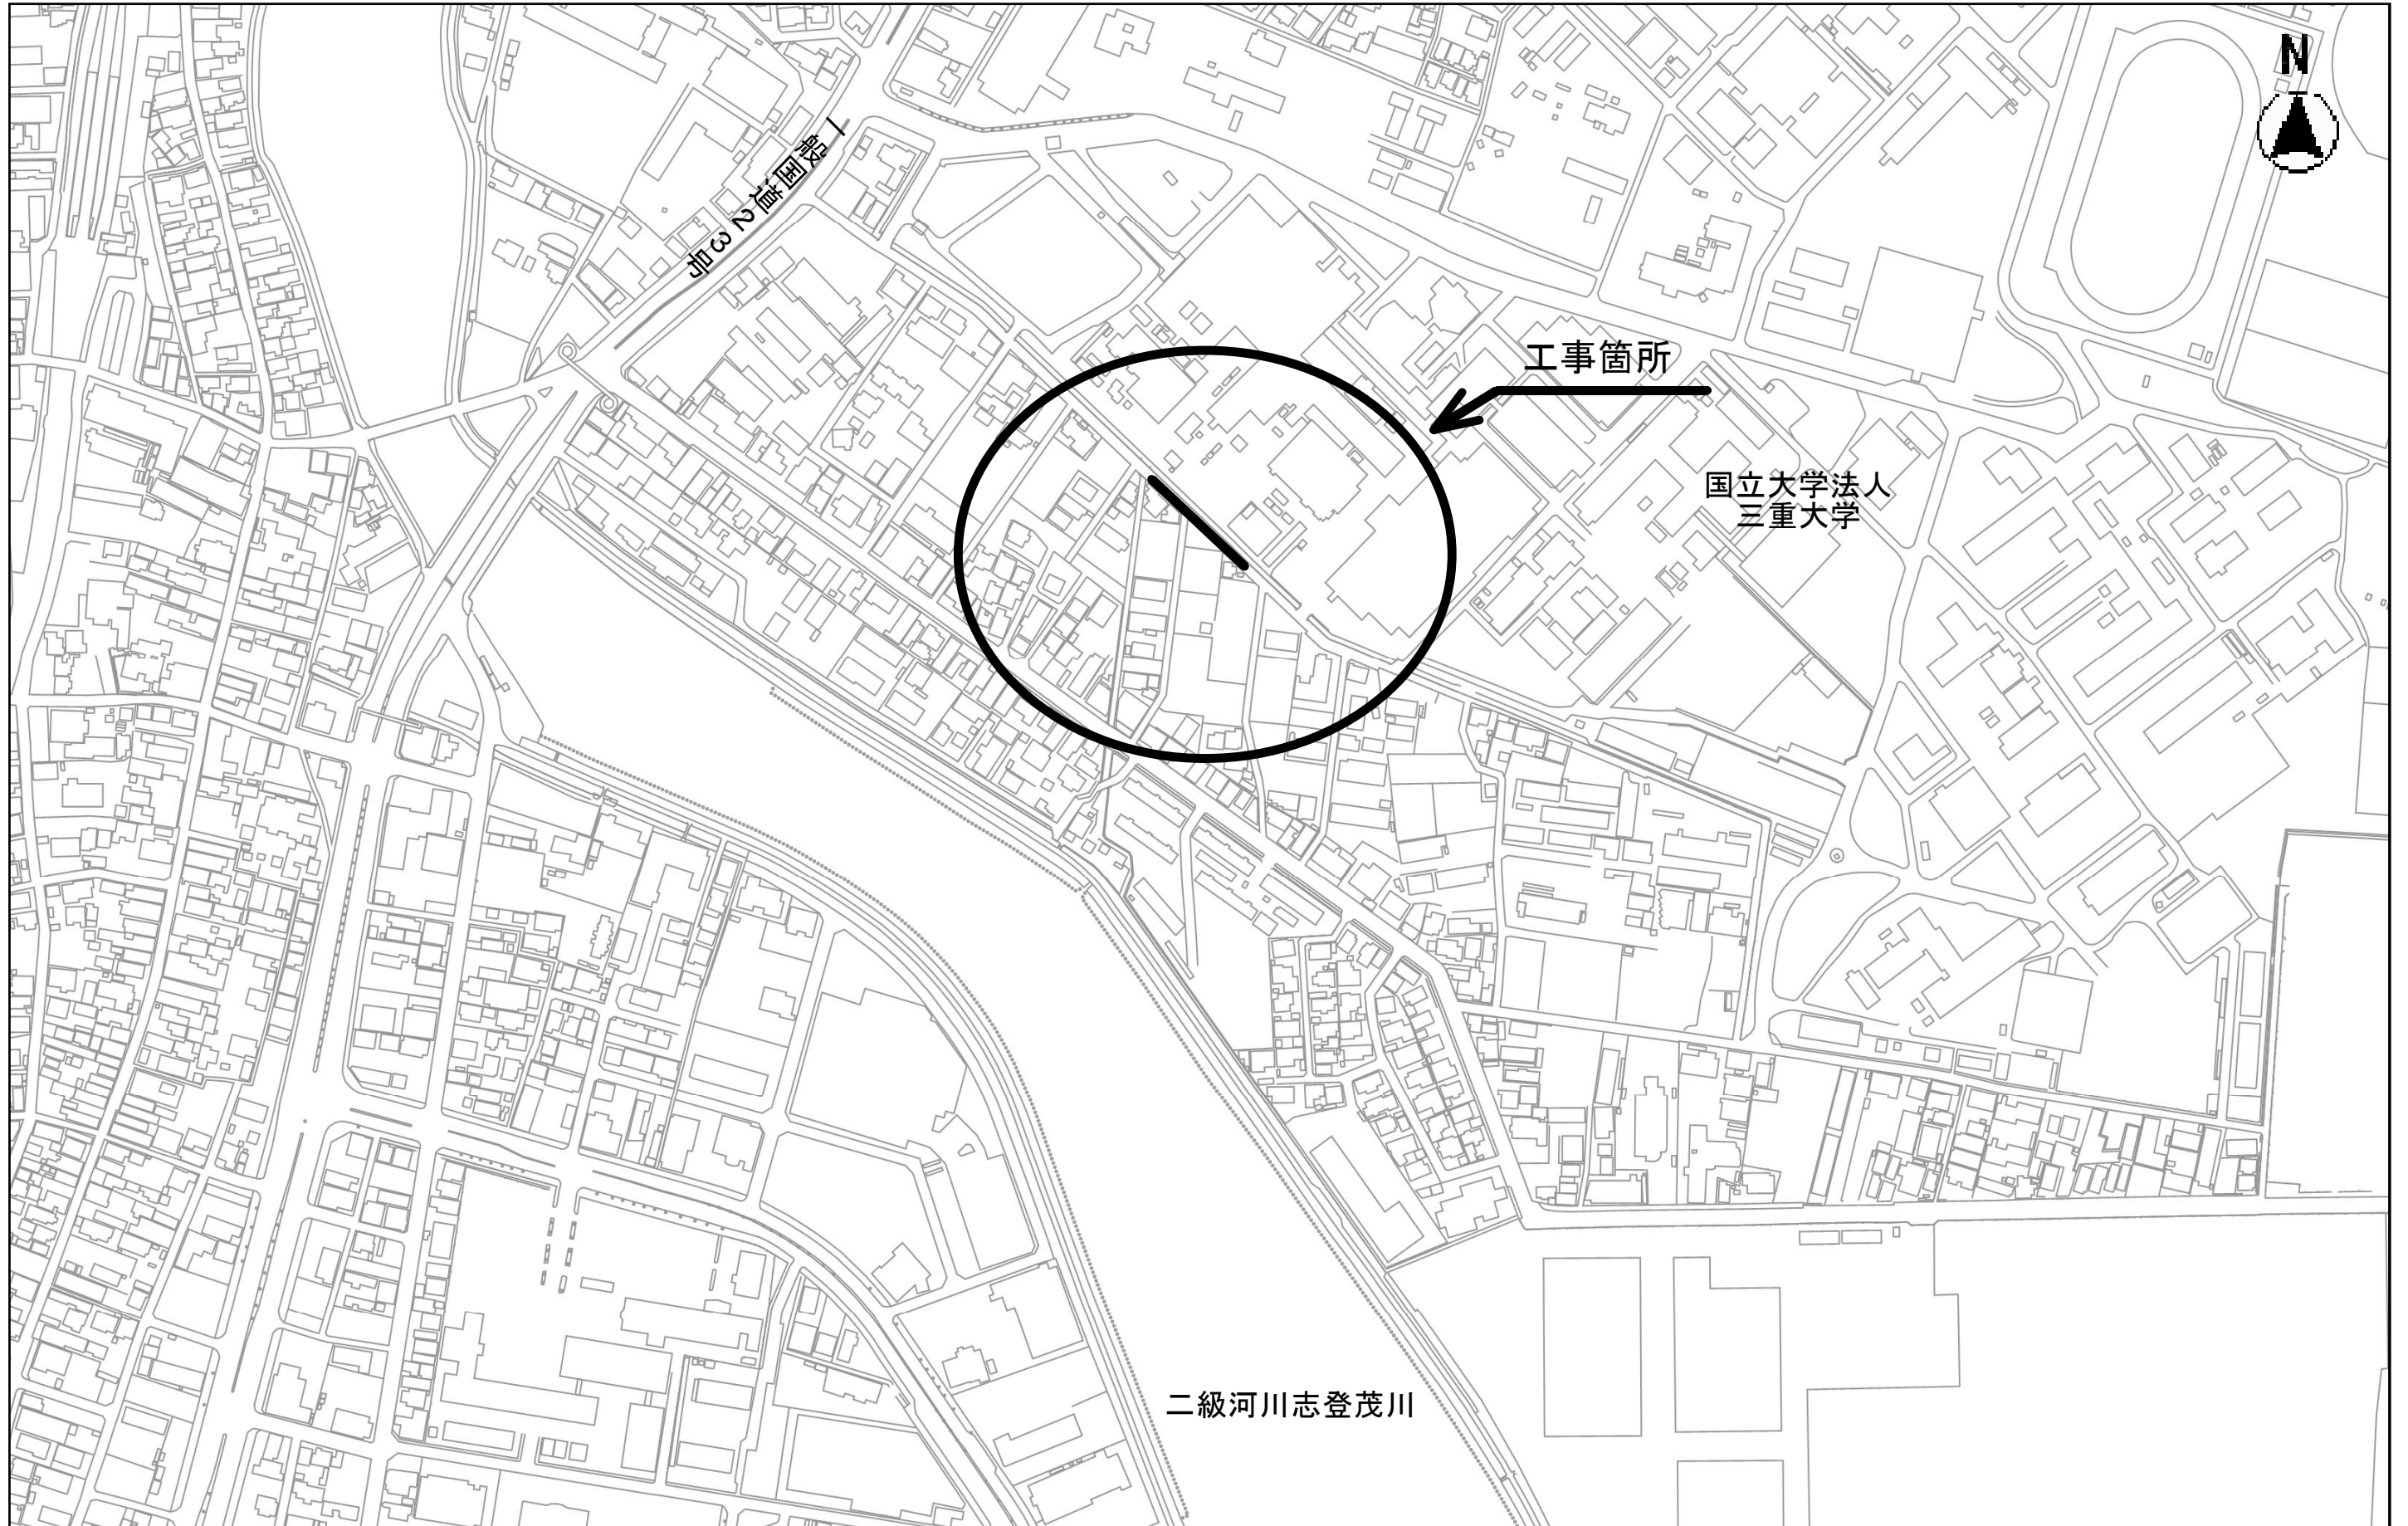 N
一般国道23号
工事箇所
国立大学法人
三重大学
二級河川志登茂川